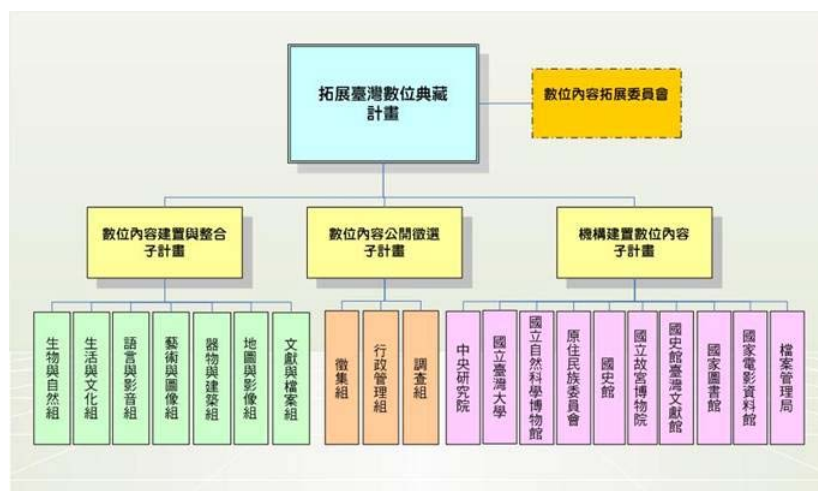 拓展臺灣數位典藏
計畫
數位內容拓展委員會
數位內容建置與整合
子計畫
數位內容公開徵選
子計畫
機構建置數位內容
子計畫
生物與自然組
生活與文化組
語言與影音組
藝術與圖像組
器物與建築組
地圖與影像組
文獻與檔案組
徵集組
行政管理組
調查組
中央研究院
國立臺灣大學
國立自然科學博物館
原住民族委員會
國史館
國立故宮博物院
國史館臺灣文獻館
國家圖書館
國家電影資料館
檔案管理局